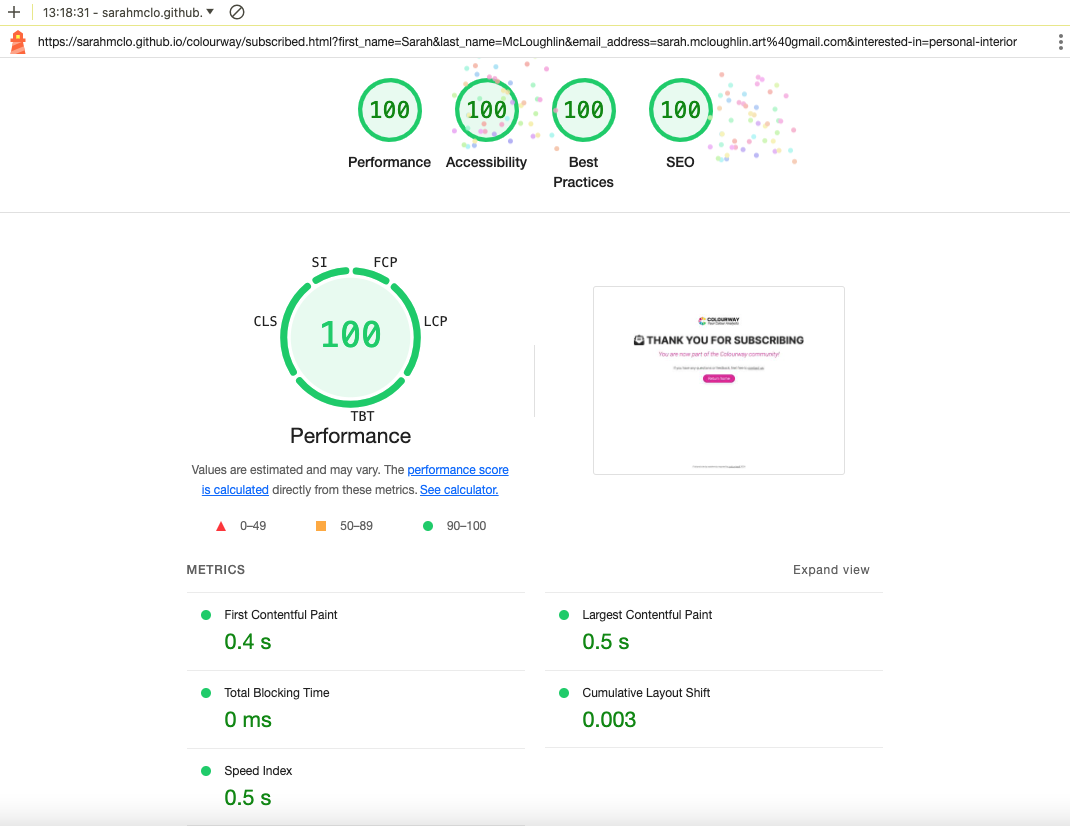 13:18:31 - sarahmclo.github.
https://sarahmclo.github.io/colourway/subscribed.html?first_name=Sarah&last_name=McLoughlin&email_address=sarah.mcloughlin.art%40gmail.com&interested-in=personal-interior
100 100 100 100
Performance Accessibility Best Practices SEO
SI FCP
CLS LCP
100
TBT
Performance
Values are estimated and may vary. The performance score
is calculated directly from these metrics. See calculator.
0–49 50–89 90–100
COLOURWAY
THANK YOU FOR SUBSCRIBING
You are now part of the Colourway community!
Return home
METRICS Expand view
First Contentful Paint Largest Contentful Paint
0.4 s 0.5 s
Total Blocking Time Cumulative Layout Shift
0 ms 0.003
Speed Index
0.5 s